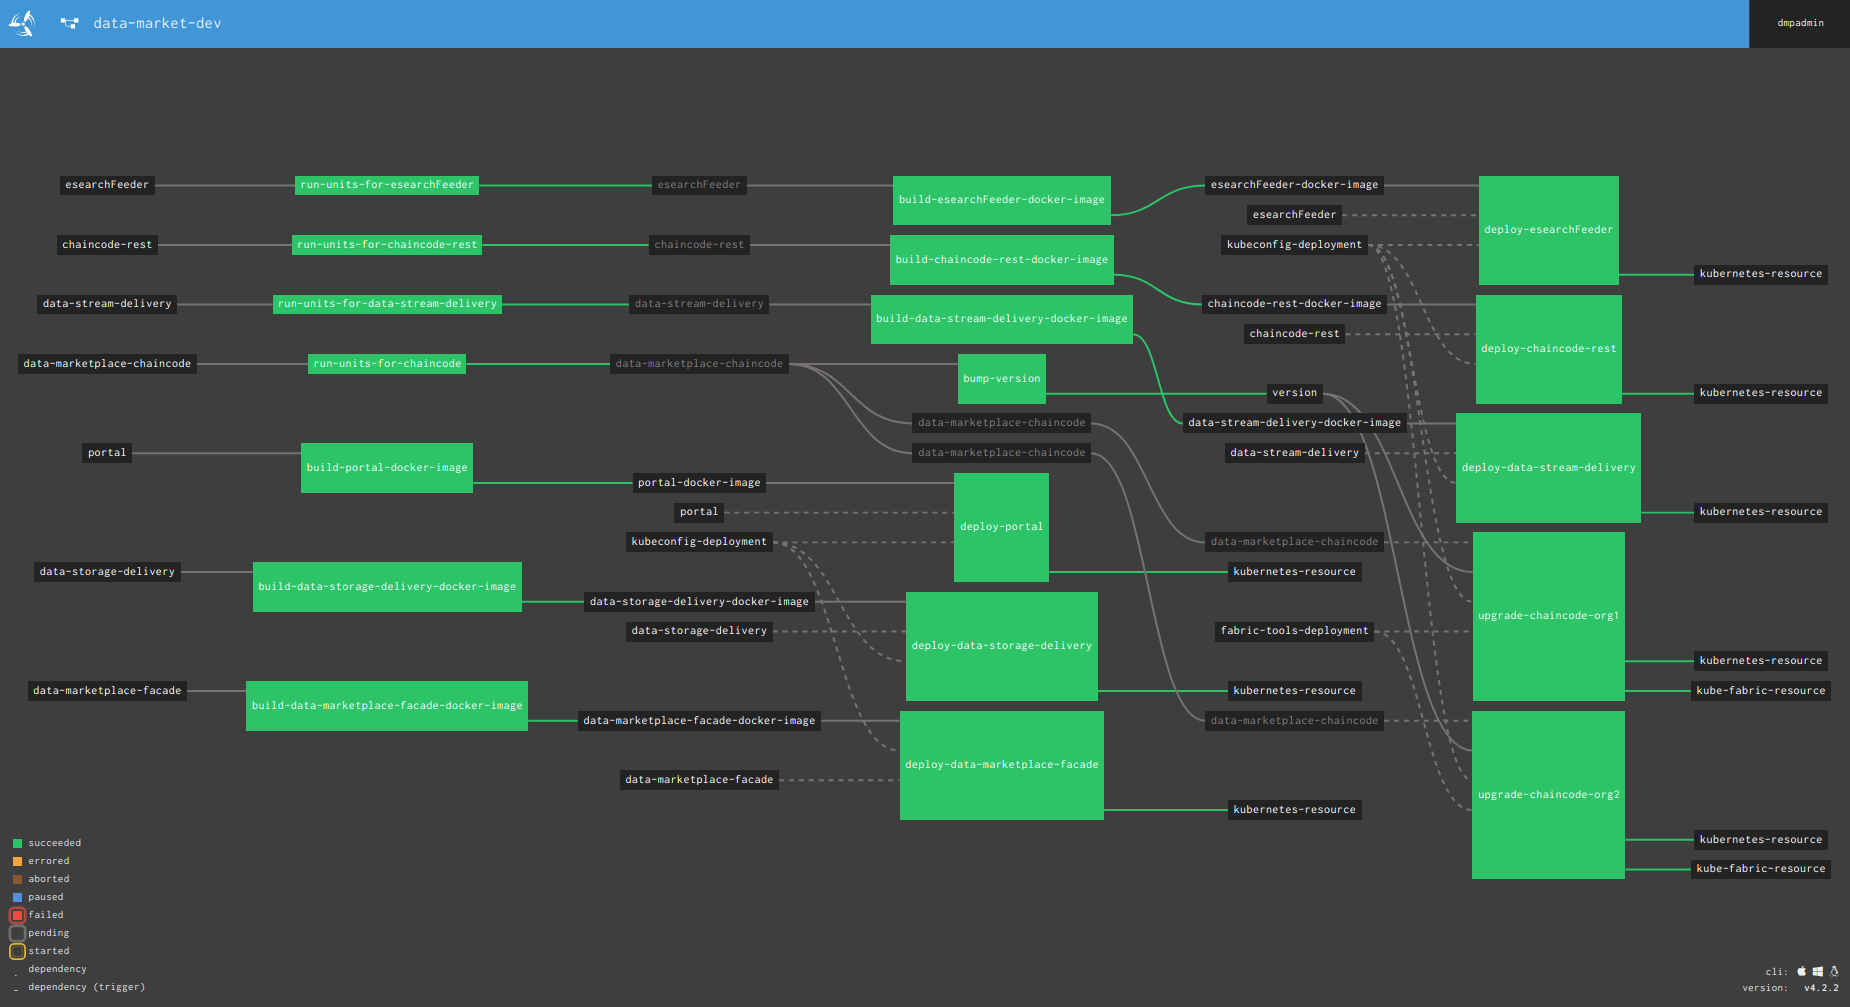 data-market-dev
dmpadmin
esearchFeeder
run-units-for-esearchFeeder
esearchFeeder
build-esearchFeeder-docker-image
esearchFeeder-docker-image
esearchFeeder
deploy-esearchFeeder
chaincode-rest
run-units-for-chaincode-rest
chaincode-rest
build-chaincode-rest-docker-image
kubeconfig-deployment
kubernetes-resource
data-stream-delivery
run-units-for-data-stream-delivery
data-stream-delivery
build-data-stream-delivery-docker-image
chaincode-rest-docker-image
chaincode-rest
deploy-chaincode-rest
data-marketplace-chaincode
run-units-for-chaincode
data-marketplace-chaincode
bump-version
version
kubernetes-resource
data-marketplace-chaincode
data-stream-delivery-docker-image
portal
build-portal-docker-image
data-marketplace-chaincode
data-stream-delivery
deploy-data-stream-delivery
portal-docker-image
portal
deploy-portal
kubernetes-resource
kubeconfig-deployment
data-marketplace-chaincode
data-storage-delivery
build-data-storage-delivery-docker-image
kubernetes-resource
data-storage-delivery-docker-image
upgrade-chaincode-org1
data-storage-delivery
deploy-data-storage-delivery
fabric-tools-deployment
kubernetes-resource
data-marketplace-facade
build-data-marketplace-facade-docker-image
kubernetes-resource
kube-fabric-resource
data-marketplace-facade-docker-image
data-marketplace-chaincode
deploy-data-marketplace-facade
data-marketplace-facade
upgrade-chaincode-org2
kubernetes-resource
kubernetes-resource
kube-fabric-resource
succeeded
errored
aborted
paused
failed
pending
started
dependency
dependency (trigger)
cli:
version: v4.2.2